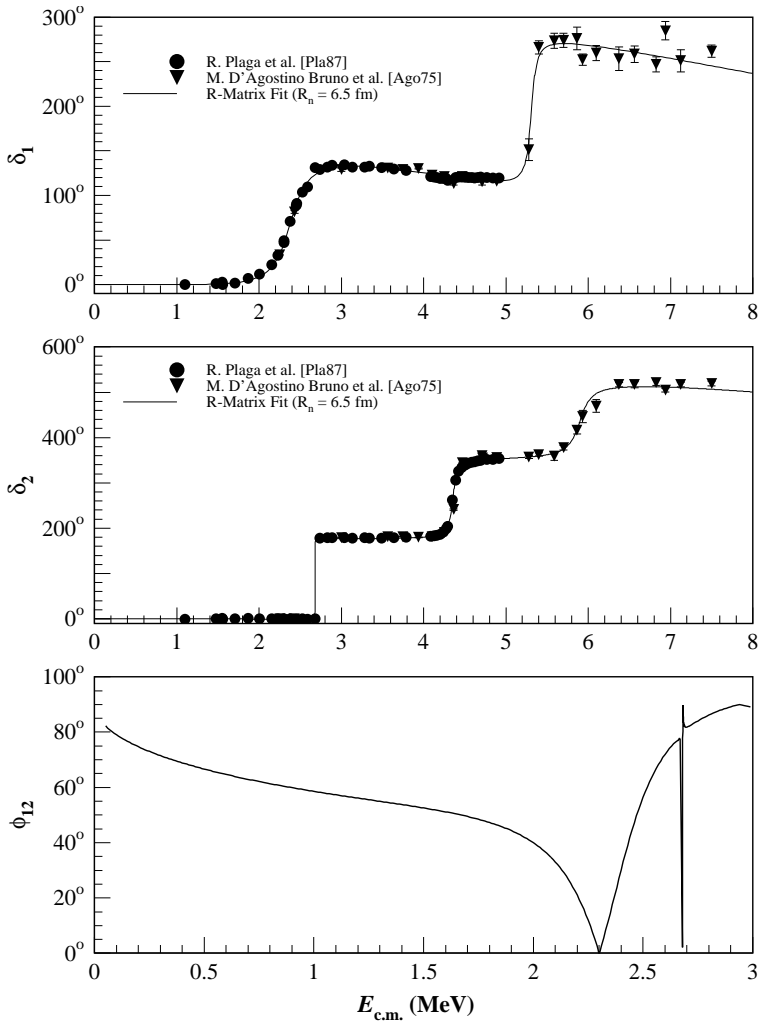 300°
200°
100°
0°
δ₁
R. Plaga et al. [Pla87]
M. D'Agostino Bruno et al. [Ago75]
R-Matrix Fit (Rₙ = 6.5 fm)
0 1 2 3 4 5 6 7 8
600°
400°
200°
0°
δ₂
R. Plaga et al. [Pla87]
M. D'Agostino Bruno et al. [Ago75]
R-Matrix Fit (Rₙ = 6.5 fm)
0 1 2 3 4 5 6 7 8
100°
80°
60°
40°
20°
0°
ϕ₁₂
0 0.5 1 1.5 2 2.5 3
E_c.m. (MeV)